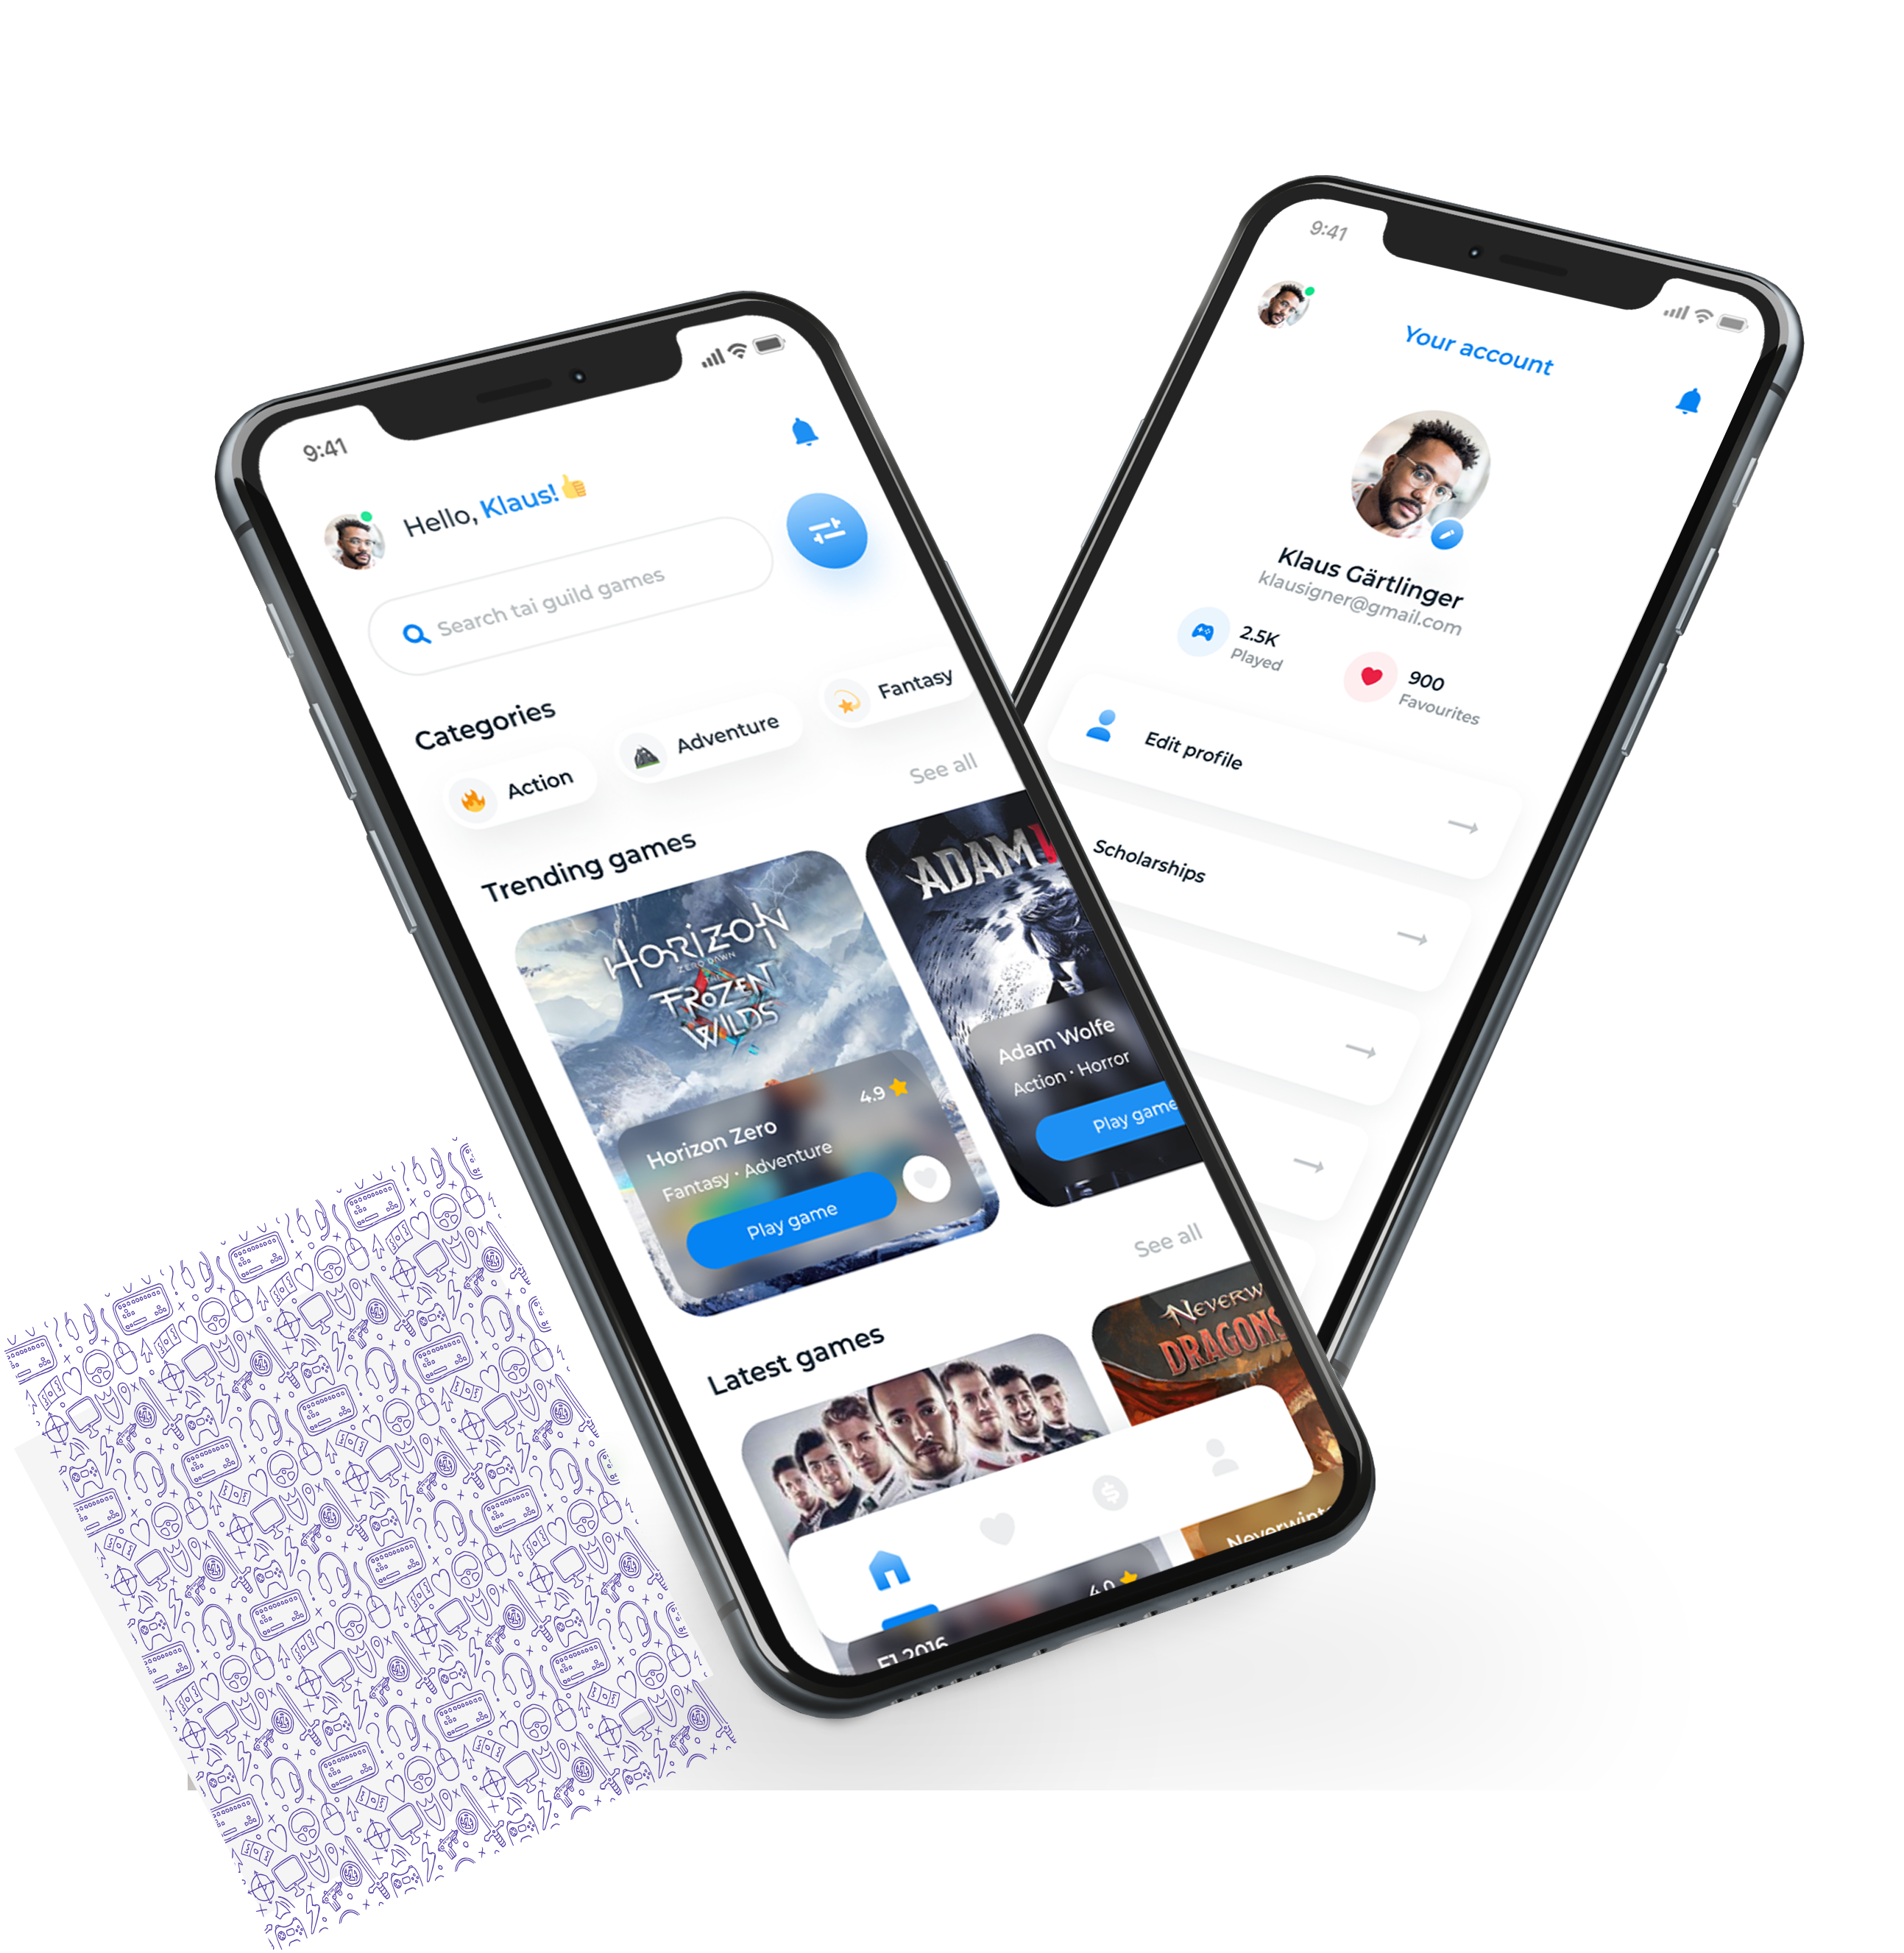 9:41
Hello, Klaus!
Search tai guild games
Categories
Action
Adventure
Fantasy
Trending games
See all
HORIZON
ZERO DAWN
THE
FROZEN
WILDS
4.9
Horizon Zero
Fantasy · Adventure
Play game
ADAM
Adam Wolfe
Action · Horror
Play game
Latest games
See all
NEVERW
DRAGONS
4.9
F1 2016
Neverwint
9:41
Your account
Klaus Gärtlinger
klausigner@gmail.com
2.5K
Played
900
Favourites
Edit profile
Scholarships